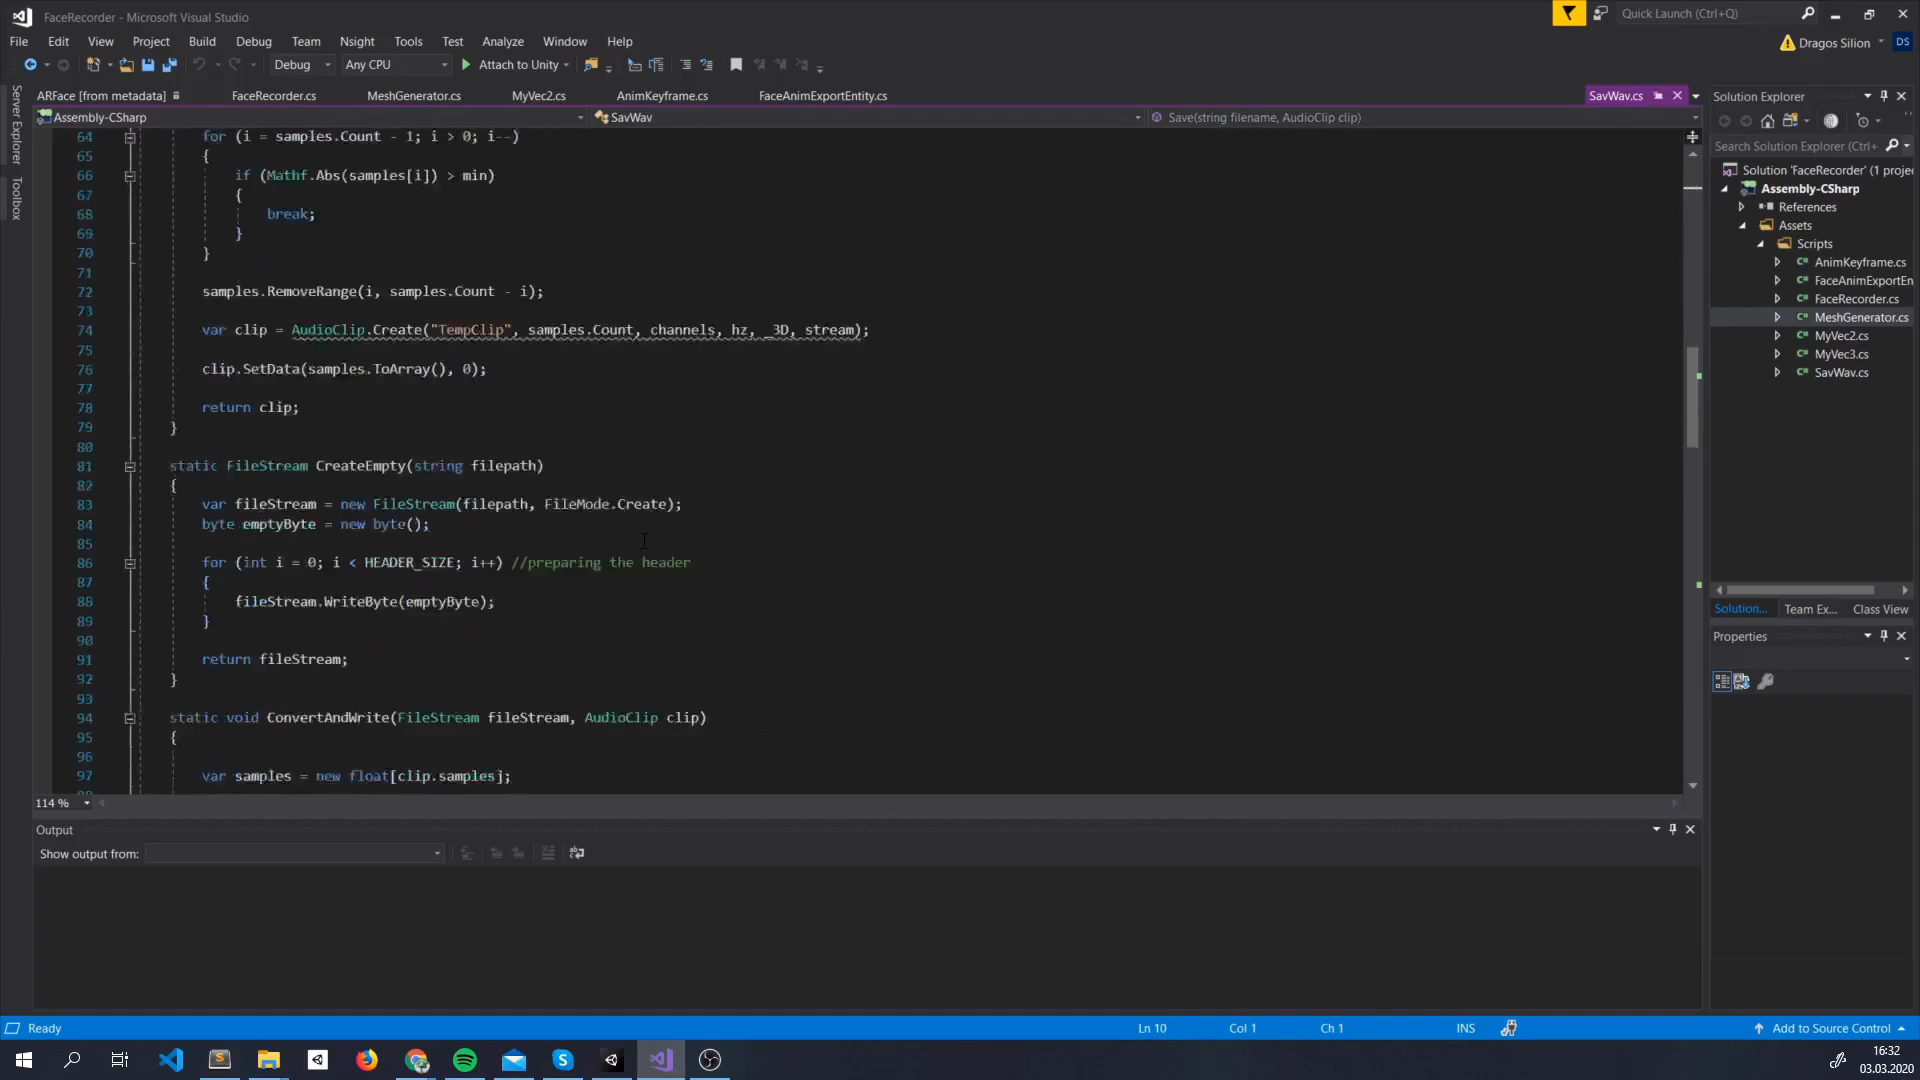 FaceRecorder - Microsoft Visual Studio
Quick Launch (Ctrl+Q)
File Edit View Project Build Debug Team Nsight Tools Test Analyze Window Help
Dragos Silion DS
Debug Any CPU Attach to Unity
ARFace [from metadata] FaceRecorder.cs MeshGenerator.cs MyVec2.cs AnimKeyframe.cs FaceAnimExportEntity.cs SavWav.cs
Assembly-CSharp SavWav Save(string filename, AudioClip clip)
Server Explorer
Toolbox
64 for (i = samples.Count - 1; i > 0; i--)
65 {
66 if (Mathf.Abs(samples[i]) > min)
67 {
68 break;
69 }
70 }
71
72 samples.RemoveRange(i, samples.Count - i);
73
74 var clip = AudioClip.Create("TempClip", samples.Count, channels, hz, _3D, stream);
75
76 clip.SetData(samples.ToArray(), 0);
77
78 return clip;
79 }
80
81 static FileStream CreateEmpty(string filepath)
82 {
83 var fileStream = new FileStream(filepath, FileMode.Create);
84 byte emptyByte = new byte();
85
86 for (int i = 0; i < HEADER_SIZE; i++) //preparing the header
87 {
88 fileStream.WriteByte(emptyByte);
89 }
90
91 return fileStream;
92 }
93
94 static void ConvertAndWrite(FileStream fileStream, AudioClip clip)
95 {
96
97 var samples = new float[clip.samples];
114 %
Output
Show output from:
Solution Explorer
Search Solution Explorer (Ctrl+
Solution 'FaceRecorder' (1 projec
Assembly-CSharp
References
Assets
Scripts
AnimKeyframe.cs
FaceAnimExportEn
FaceRecorder.cs
MeshGenerator.cs
MyVec2.cs
MyVec3.cs
SavWav.cs
Solution... Team Ex... Class View
Properties
Ready Ln 10 Col 1 Ch 1 INS Add to Source Control
16:32
03.03.2020